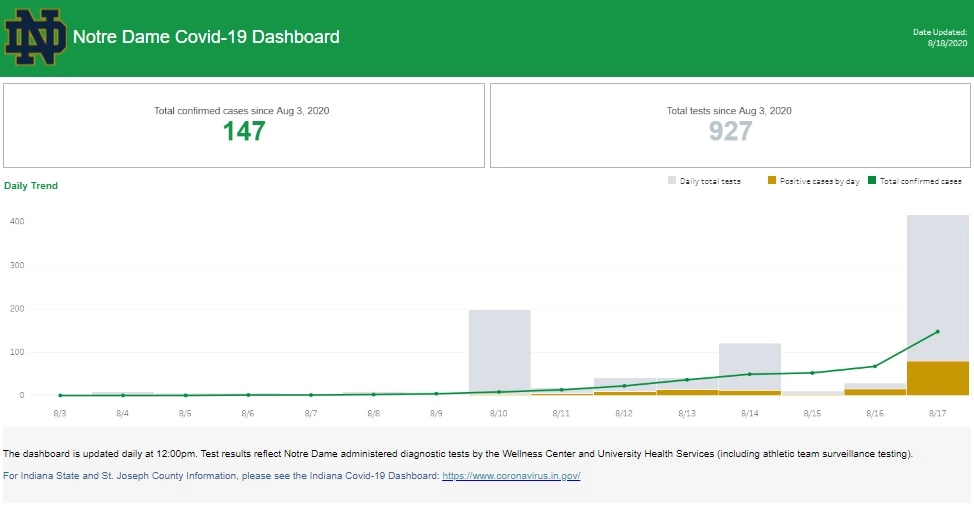 Notre Dame Covid-19 Dashboard
Date Updated:
8/18/2020
Total confirmed cases since Aug 3, 2020
147
Total tests since Aug 3, 2020
927
Daily Trend
Daily total tests
Positive cases by day
Total confirmed cases
400
300
200
100
0
8/3 8/4 8/5 8/6 8/7 8/8 8/9 8/10 8/11 8/12 8/13 8/14 8/15 8/16 8/17
The dashboard is updated daily at 12:00pm. Test results reflect Notre Dame administered diagnostic tests by the Wellness Center and University Health Services (including athletic team surveillance testing).
For Indiana State and St. Joseph County Information, please see the Indiana Covid-19 Dashboard: https://www.coronavirus.in.gov/